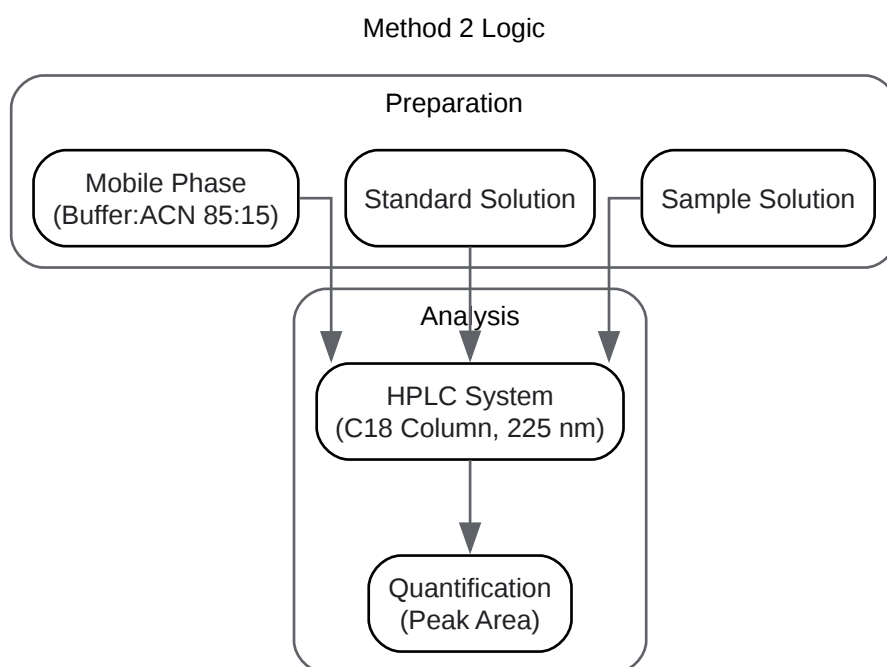 Method 2 Logic
Preparation
Mobile Phase
(Buffer:ACN 85:15)
Standard Solution
Sample Solution
Analysis
HPLC System
(C18 Column, 225 nm)
Quantification
(Peak Area)